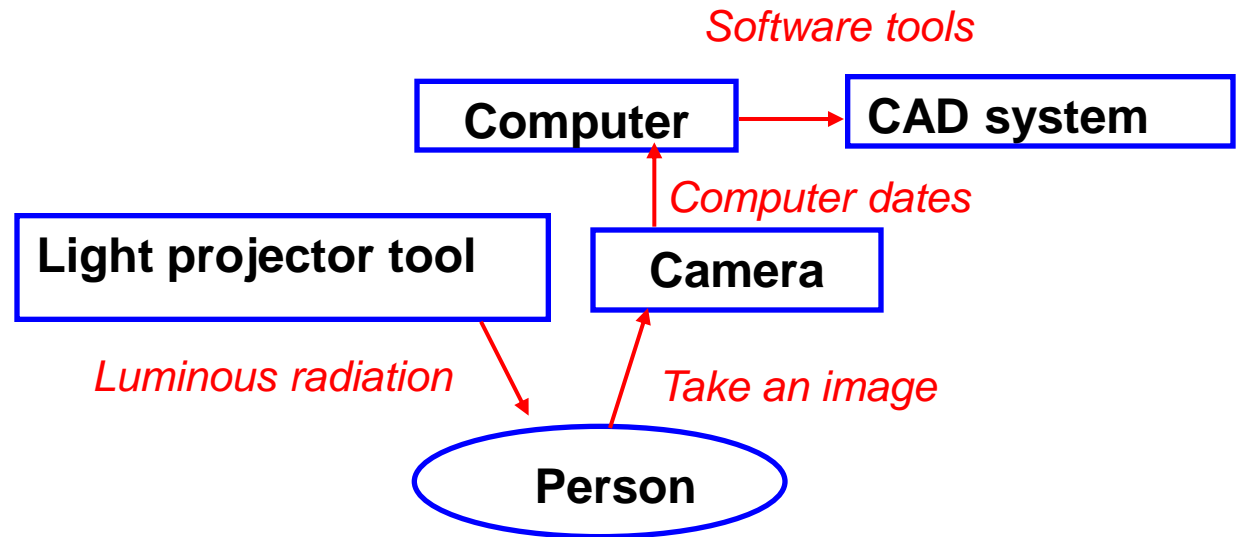 Software tools
Computer
CAD system
Computer dates
Light projector tool
Camera
Luminous radiation
Take an image
Person